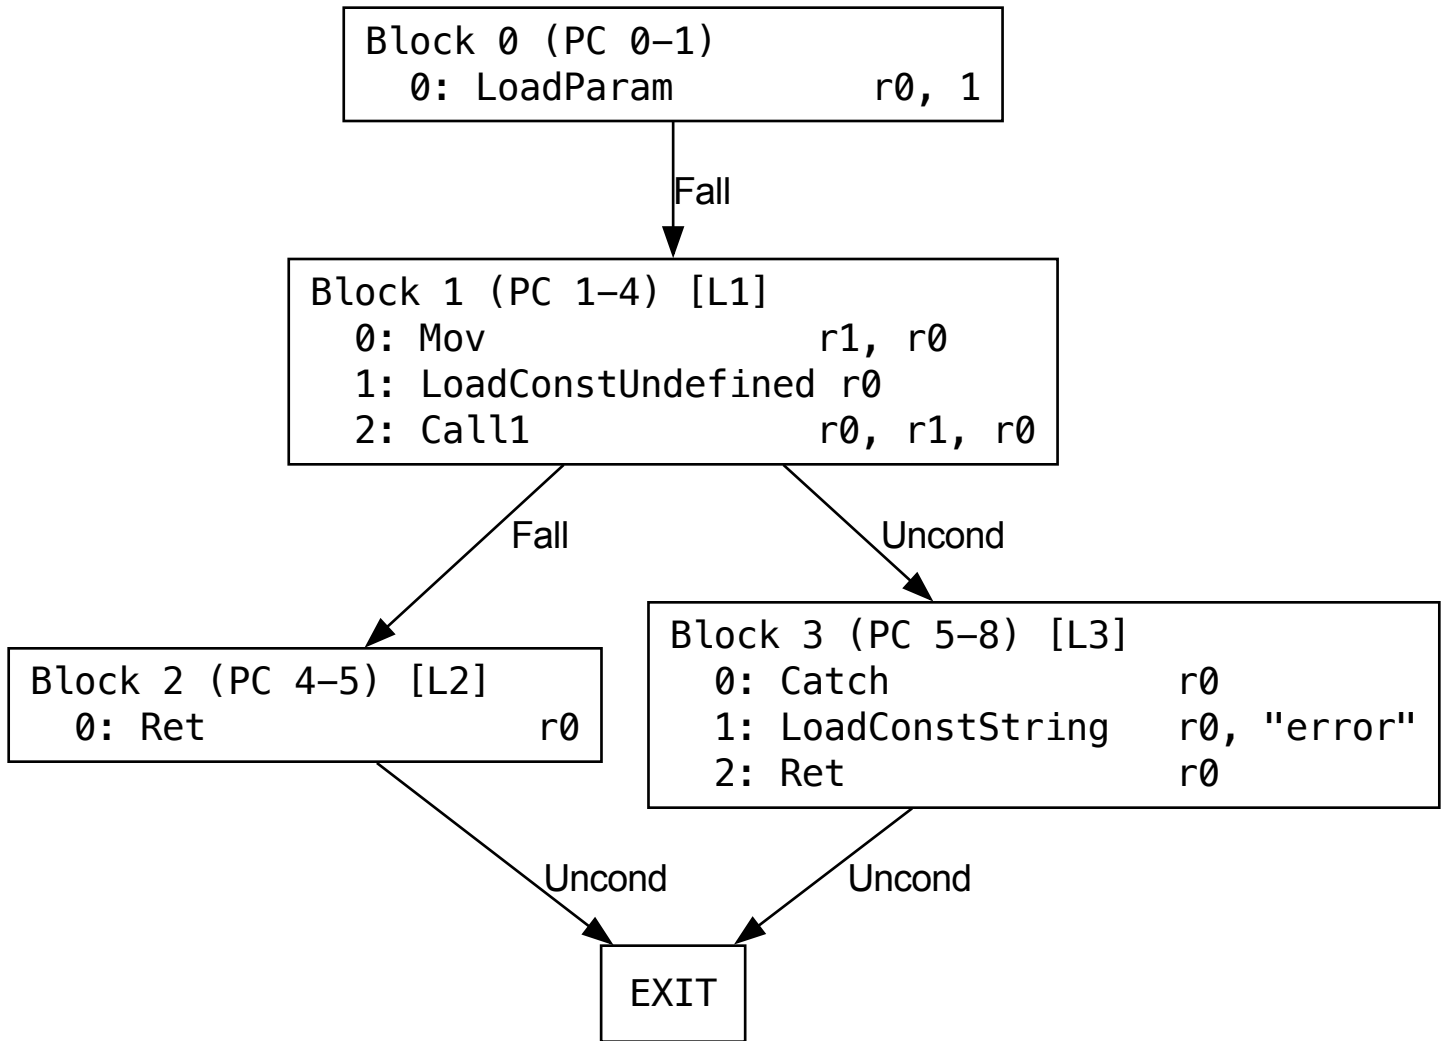 Block 0 (PC 0–1)
0: LoadParam r0, 1
Fall
Block 1 (PC 1–4) [L1]
0: Mov r1, r0
1: LoadConstUndefined r0
2: Call1 r0, r1, r0
Fall
Uncond
Block 2 (PC 4–5) [L2]
0: Ret r0
Block 3 (PC 5–8) [L3]
0: Catch r0
1: LoadConstString r0, "error"
2: Ret r0
Uncond
Uncond
EXIT